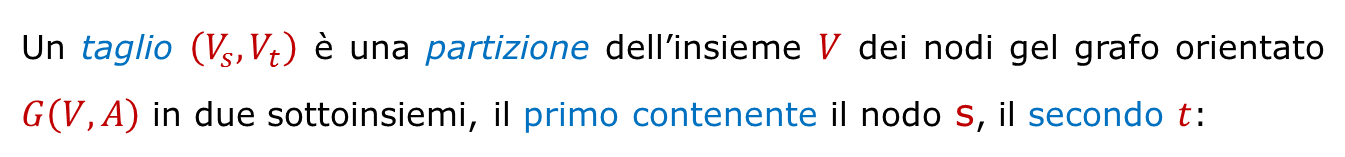 Un taglio (Vₛ,Vₜ) è una partizione dell’insieme V dei nodi gel grafo orientato
G(V,A) in due sottoinsiemi, il primo contenente il nodo s, il secondo t: